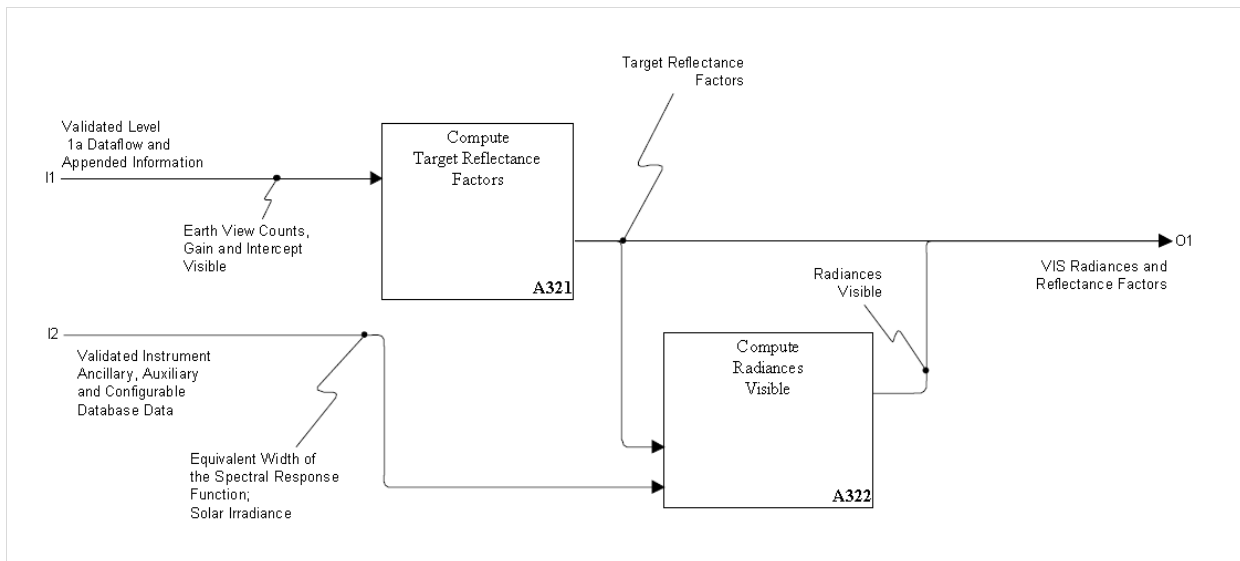 Target Reflectance
Factors
Validated Level
1a Dataflow and
Appended Information
I1
Compute
Target Reflectance
Factors
A321
Earth View Counts,
Gain and Intercept
Visible
O1
VIS Radiances and
Reflectance Factors
Radiances
Visible
I2
Validated Instrument
Ancillary, Auxiliary
and Configurable
Database Data
Compute
Radiances
Visible
A322
Equivalent Width of
the Spectral Response
Function;
Solar Irradiance